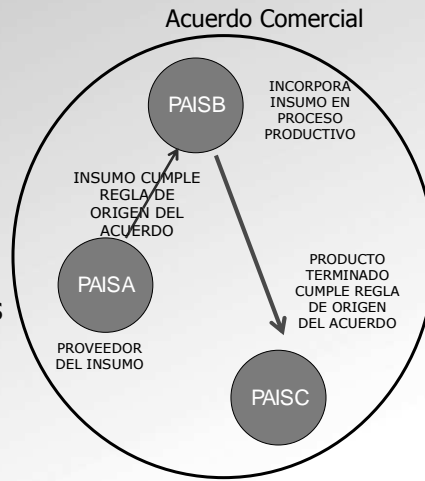 Acuerdo Comercial
PAISB
INCORPORA
INSUMO EN
PROCESO
PRODUCTIVO
INSUMO CUMPLE
REGLA DE
ORIGEN DEL
ACUERDO
PAISA
PROVEEDOR
DEL INSUMO
PRODUCTO
TERMINADO
CUMPLE REGLA
DE ORIGEN
DEL ACUERDO
PAISC